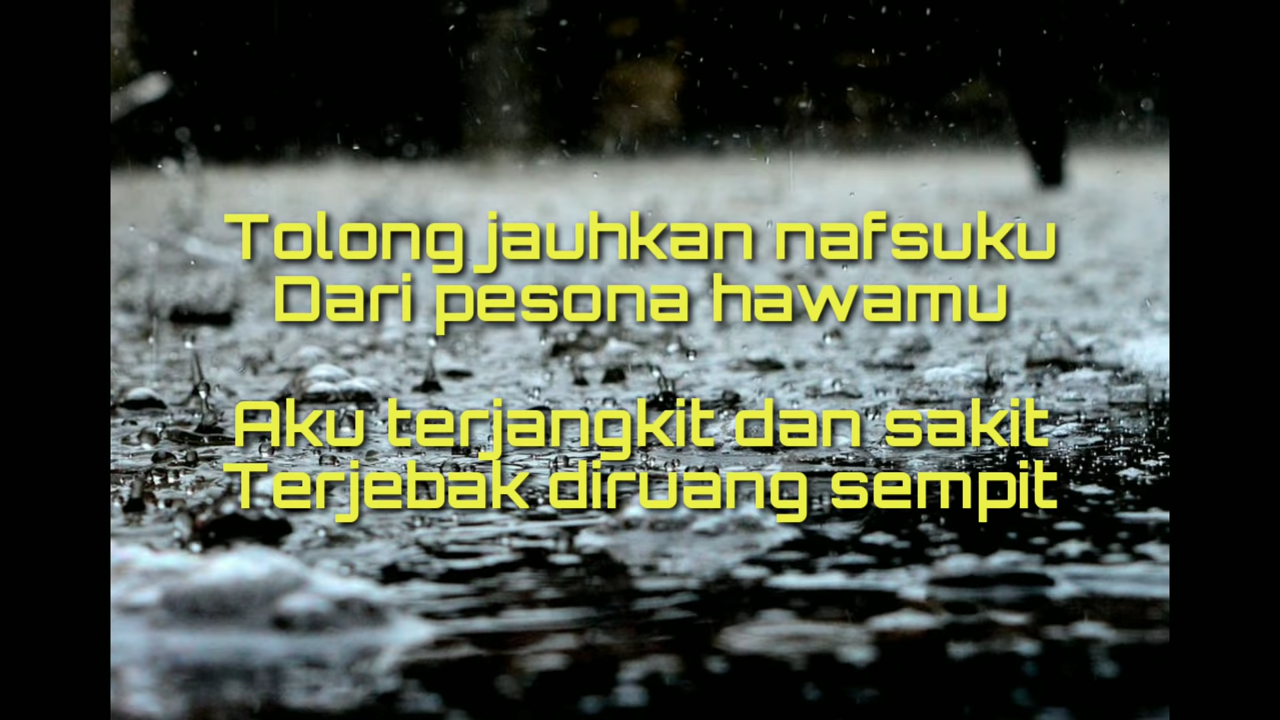 Tolong jauhkan nafsuku
Dari pesona hawamu
Aku terjangkit dan sakit
Terjebak diruang sempit